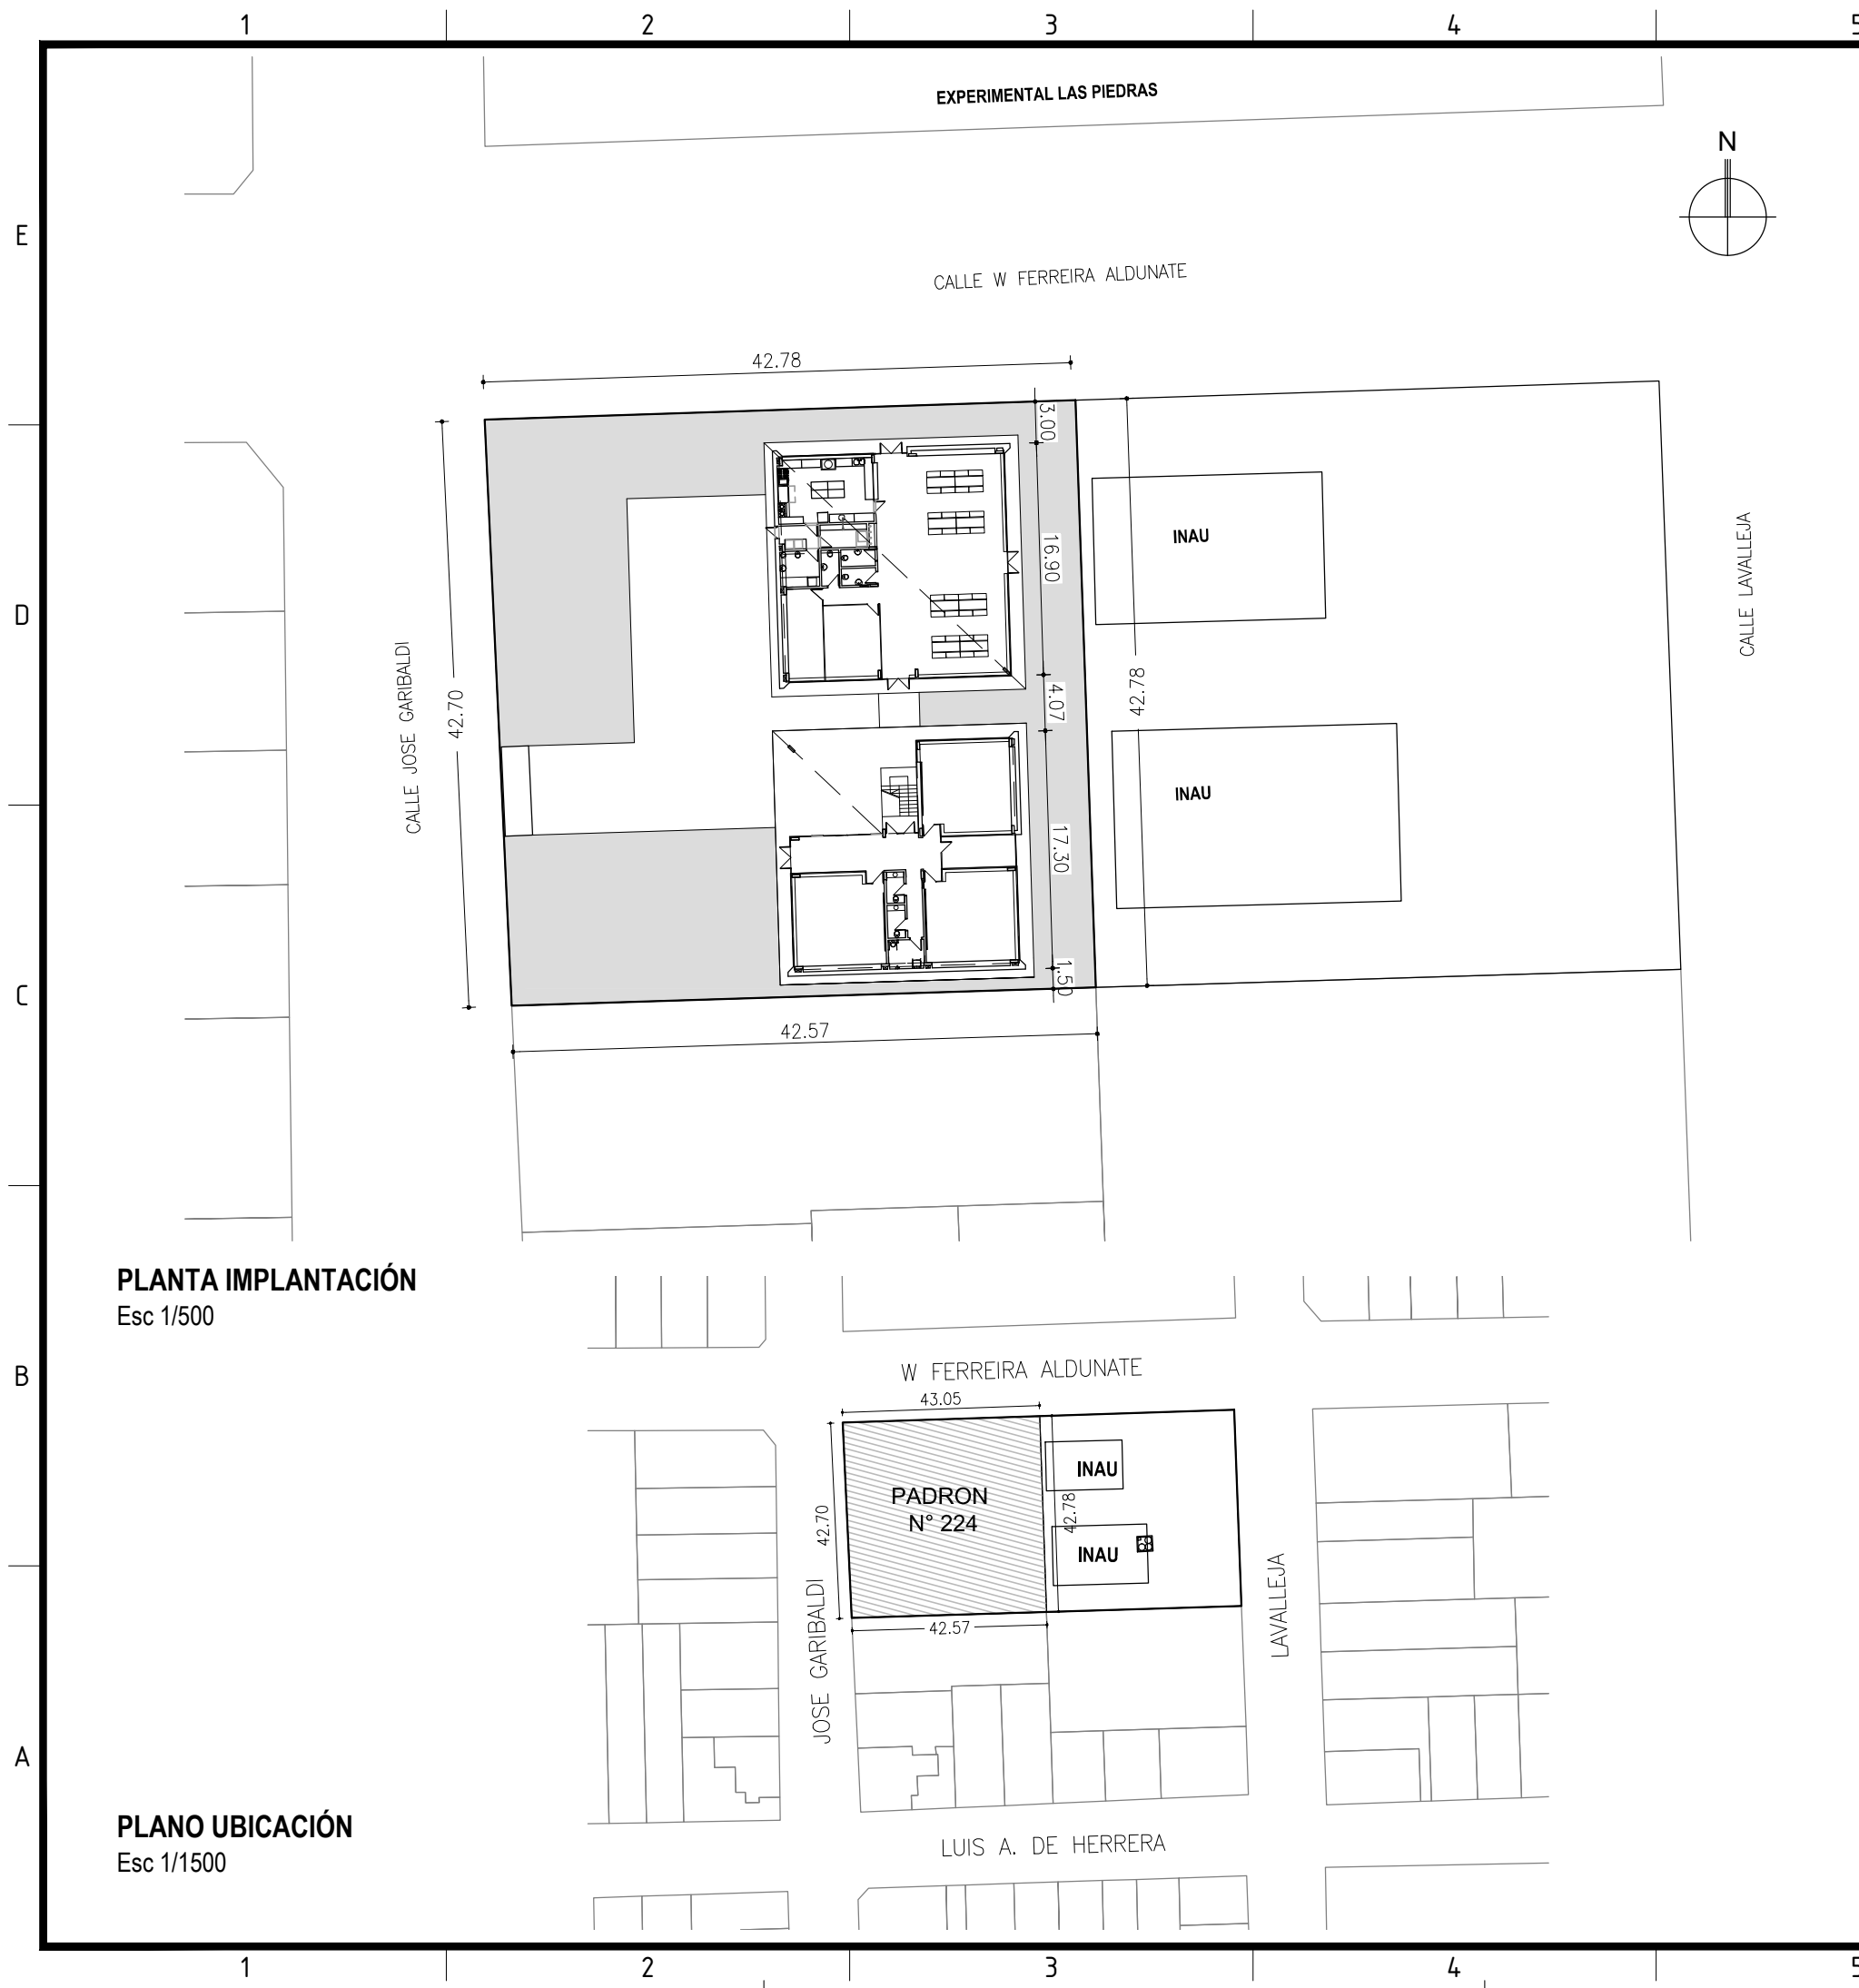 1 2 3 4 5
EXPERIMENTAL LAS PIEDRAS
N
E
CALLE W FERREIRA ALDUNATE
42.78
3.00
INAU
16.90
CALLE LAVALLEJA
D
CALLE JOSE GARIBALDI
42.70
42.78
4.07
INAU
17.30
1.50
C
42.57
PLANTA IMPLANTACIÓN
Esc 1/500
B
W FERREIRA ALDUNATE
43.05
INAU
PADRON
N° 224
42.70
42.78
INAU
JOSE GARIBALDI
LAVALLEJA
42.57
A
PLANO UBICACIÓN
Esc 1/1500
LUIS A. DE HERRERA
1 2 3 4 5